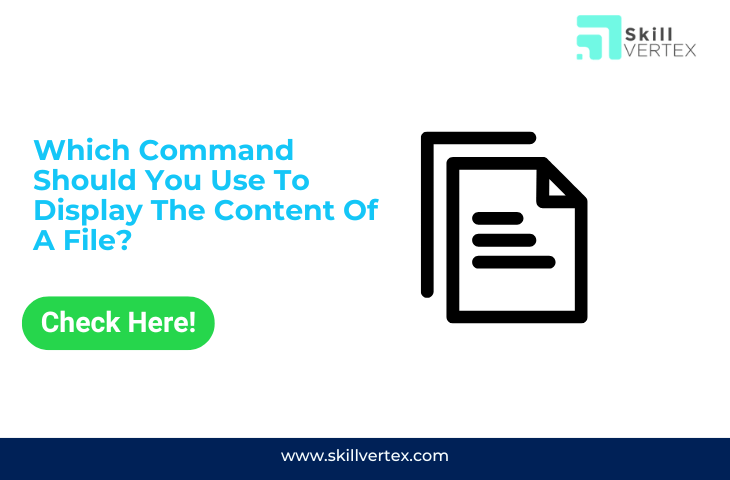 Skill
VERTEX
Which Command
Should You Use To
Display The Content Of
A File?
Check Here!
www.skillvertex.com